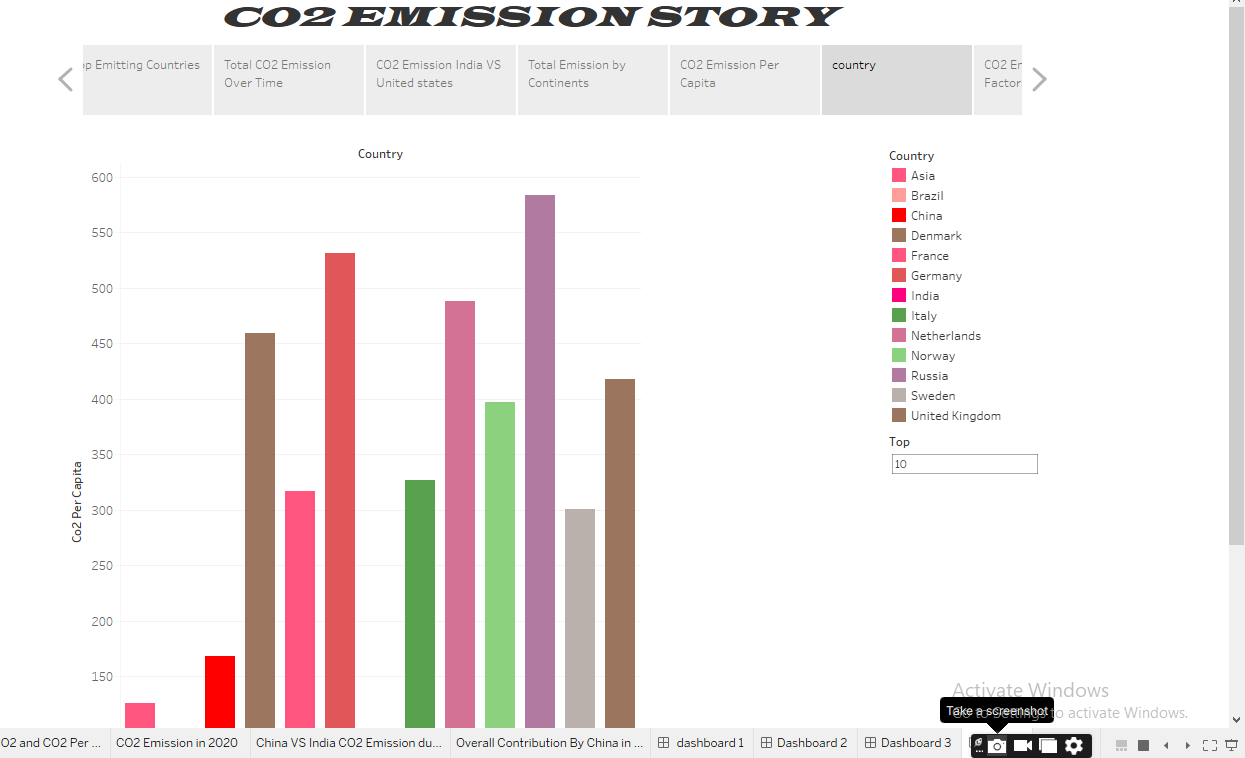 CO2 EMISSION STORY
p Emitting Countries
Total CO2 Emission
Over Time
CO2 Emission India VS
United states
Total Emission by
Continents
CO2 Emission Per
Capita
country
CO2 Er
Factor
Country
600
550
500
450
400
350
300
250
200
150
Co2 Per Capita
Country
Asia
Brazil
China
Denmark
France
Germany
India
Italy
Netherlands
Norway
Russia
Sweden
United Kingdom
Top
10
Activate Windows
Go to Settings to activate Windows.
Take a screenshot
O2 and CO2 Per ...
CO2 Emission in 2020
China VS India CO2 Emission du...
Overall Contribution By China in ...
dashboard 1
Dashboard 2
Dashboard 3